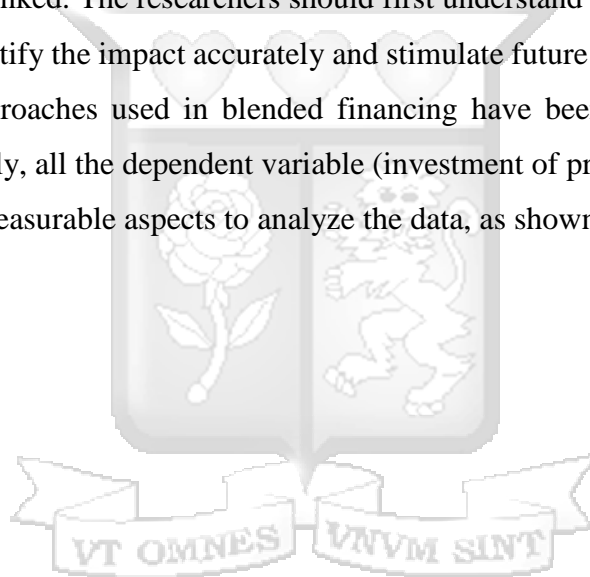 nked. The researchers should first understand
tify the impact accurately and stimulate future
roaches used in blended financing have bee
ly, all the dependent variable (investment of pr
easurable aspects to analyze the data, as shown
VT OMNES VNVM SINT